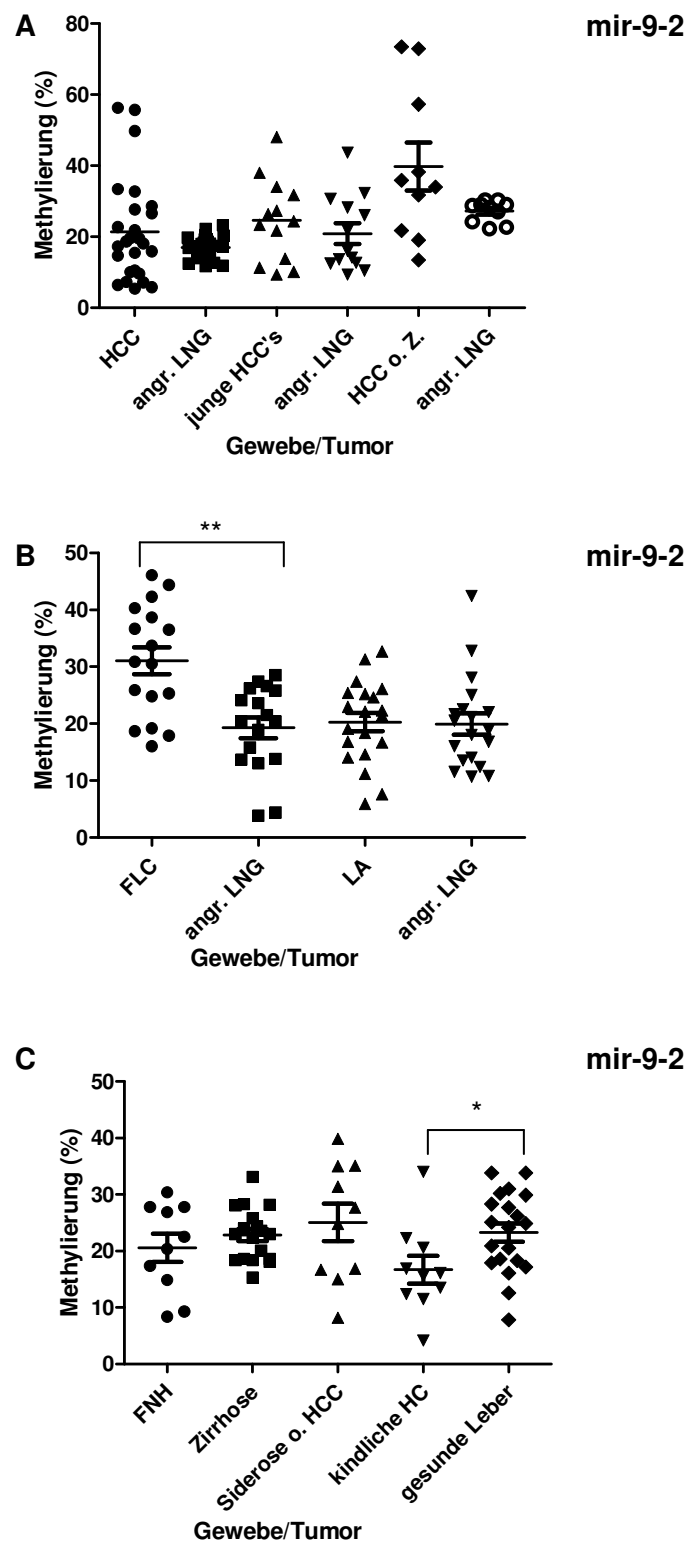 A
mir-9-2
Methylierung (%)
80
60
40
20
0
HCC
angr. LNG
junge HCC's
angr. LNG
HCC o. Z.
angr. LNG
Gewebe/Tumor
B
mir-9-2
**
Methylierung (%)
50
40
30
20
10
0
FLC
angr. LNG
LA
angr. LNG
Gewebe/Tumor
C
mir-9-2
*
Methylierung (%)
50
40
30
20
10
0
FNH
Zirrhose
Siderose o. HCC
kindliche HC
gesunde Leber
Gewebe/Tumor